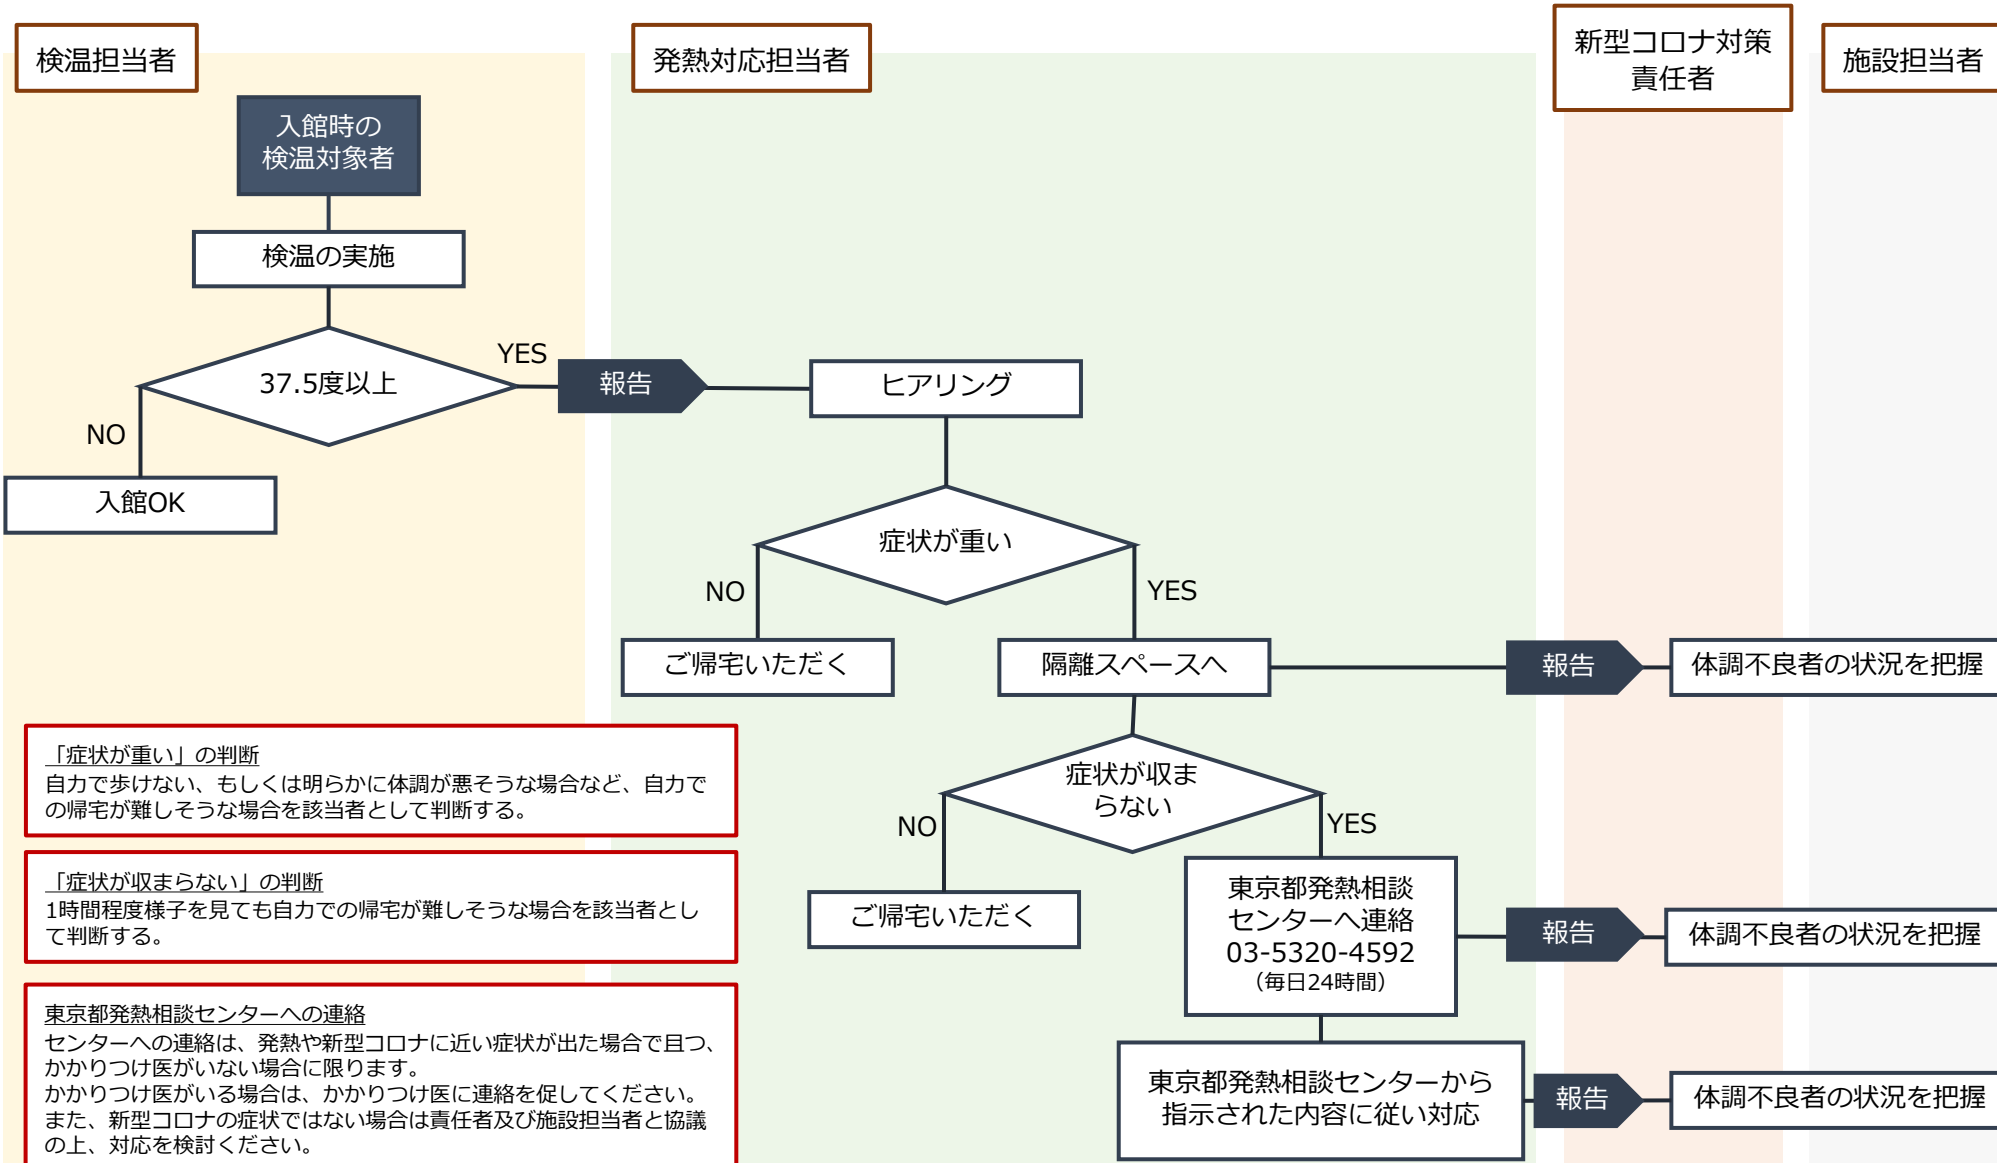 検温担当者
発熱対応担当者
新型コロナ対策
責任者
施設担当者
入館時の
検温対象者
検温の実施
37.5度以上
YES
報告
ヒアリング
NO
入館OK
症状が重い
NO
YES
ご帰宅いただく
隔離スペースへ
報告
体調不良者の状況を把握
症状が収ま
らない
NO
YES
ご帰宅いただく
東京都発熱相談
センターへ連絡
03-5320-4592
（毎日24時間）
報告
体調不良者の状況を把握
東京都発熱相談センターから
指示された内容に従い対応
報告
体調不良者の状況を把握
「症状が重い」の判断
自力で歩けない、もしくは明らかに体調が悪そうな場合など、自力で
の帰宅が難しそうな場合を該当者として判断する。
「症状が収まらない」の判断
1時間程度様子を見ても自力での帰宅が難しそうな場合を該当者とし
て判断する。
東京都発熱相談センターへの連絡
センターへの連絡は、発熱や新型コロナに近い症状が出た場合で且つ、
かかりつけ医がいない場合に限ります。
かかりつけ医がいる場合は、かかりつけ医に連絡を促してください。
また、新型コロナの症状ではない場合は責任者及び施設担当者と協議
の上、対応を検討ください。